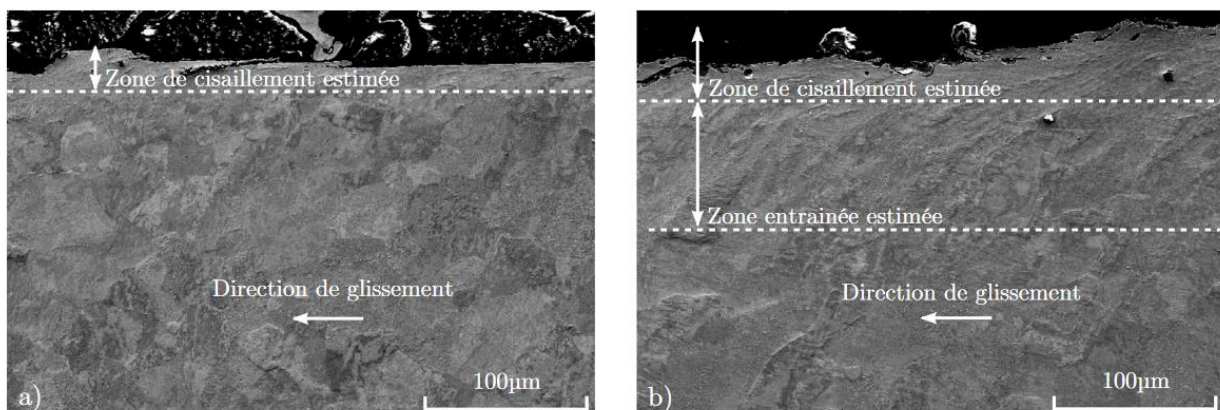 Zone de cisaillement estimée
Direction de glissement
100µm
a)
Zone de cisaillement estimée
Zone entrainée estimée
Direction de glissement
100µm
b)